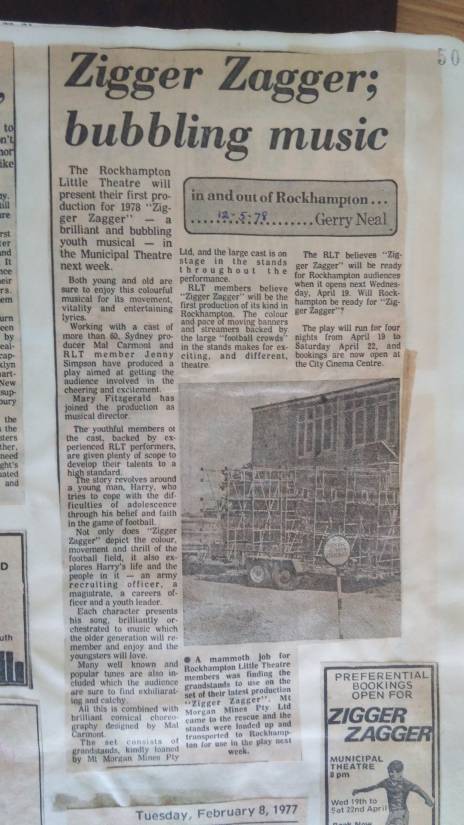 50
Zigger Zagger;
bubbling music
The Rockhampton
Little Theatre will
present their first pro-
duction for 1978 "Zig-
ger Zagger" — a
brilliant and bubbling
youth musical — in
the Municipal Theatre
next week.
Both young and old are
sure to enjoy this colourful
musical for its movement,
vitality and entertaining
lyrics.
Working with a cast of
more than 60, Sydney pro-
ducer Mal Carmont and
RLT member Jenny
Simpson have produced a
play aimed at getting the
audience involved in the
cheering and excitement.
Mary Fitzgerald has
joined the production as
musical director.
The youthful members of
the cast, backed by ex-
perienced RLT performers,
are given plenty of scope to
develop their talents to a
high standard.
The story revolves around
a young man, Harry, who
tries to cope with the dif-
ficulties of adolescence
through his belief and faith
in the game of football.
Not only does "Zigger
Zagger" depict the colour,
movement and thrill of the
football field, it also ex-
plores Harry's life and the
people in it — an army
recruiting officer, a
magistrate, a careers of-
ficer and a youth leader.
Each character presents
his song, brilliantly or-
chestrated to music which
the older generation will re-
member and enjoy and the
youngsters will love.
Many well known and
popular tunes are also in-
cluded which the audience
are sure to find exhilarat-
ing and catchy.
All this is combined with
brilliant comical choreo-
graphy designed by Mal
Carmont.
The set consists of
grandstands, kindly loaned
by Mt Morgan Mines Pty
in and out of Rockhampton ...
12-5-78 Gerry Neal
Ltd, and the large cast is on
stage in the stands
throughout the
performance.
RLT members believe
"Zigger Zagger" will be the
first production of its kind in
Rockhampton. The colour
and pace of moving banners
and streamers backed by
the large "football crowds"
in the stands makes for ex-
citing, and different,
theatre.
The RLT believes "Zig-
ger Zagger" will be ready
for Rockhampton audiences
when it opens next Wednes-
day, April 19. Will Rock-
hampton be ready for "Zig-
ger Zagger"?
The play will run for four
nights from April 19 to
Saturday April 22, and
bookings are now open at
the City Cinema Centre.
● A mammoth job for
Rockhampton Little Theatre
members was finding the
grandstands to use on the
set of their latest production
"Zigger Zagger". Mt
Morgan Mines Pty Ltd
came to the rescue and the
stands were loaded up and
transported to Rockhamp-
ton for use in the play next
week.
PREFERENTIAL
BOOKINGS
OPEN FOR
ZIGGER
ZAGGER
MUNICIPAL
THEATRE
8 pm
Wed 19th to
Sat 22nd April
Book Now
Tuesday, February 8, 1977